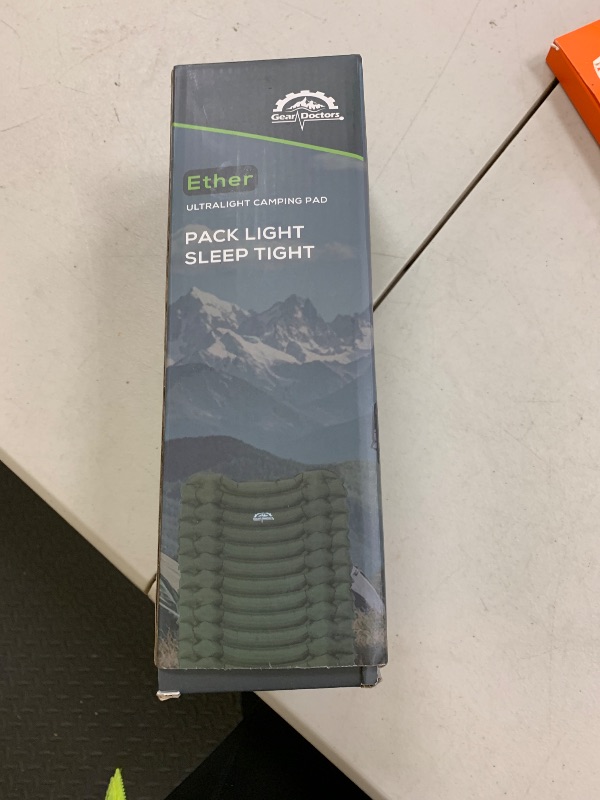 Gear Doctors
Ether
ULTRALIGHT CAMPING PAD
PACK LIGHT
SLEEP TIGHT